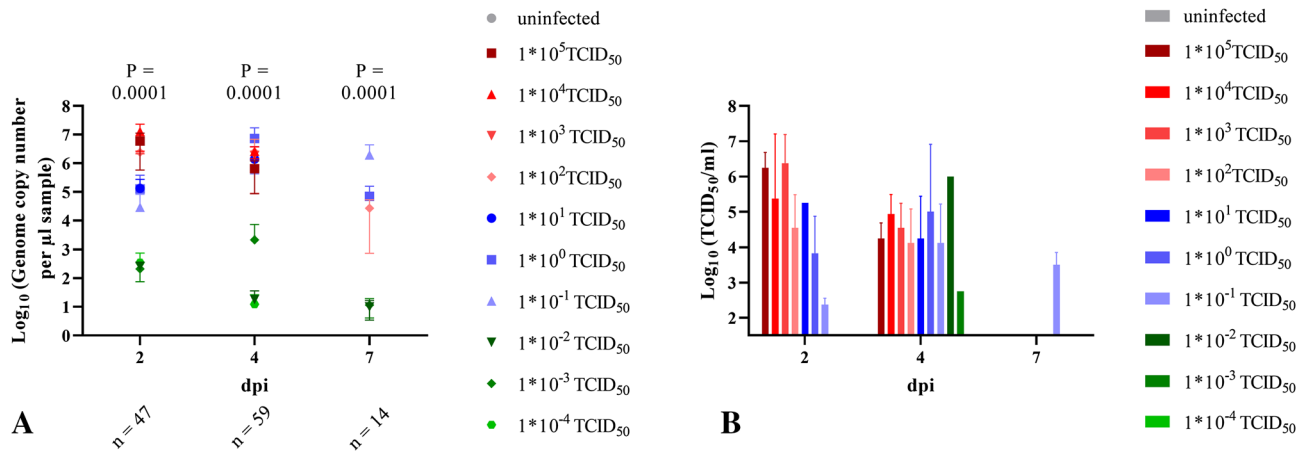 P =
0.0001
P =
0.0001
P =
0.0001
Log10 (Genome copy number
per µl sample)
8
7
6
5
4
3
2
1
0
2
4
7
dpi
n = 47
n = 59
n = 14
A
uninfected
1*10^5 TCID50
1*10^4 TCID50
1*10^3 TCID50
1*10^2 TCID50
1*10^1 TCID50
1*10^0 TCID50
1*10^-1 TCID50
1*10^-2 TCID50
1*10^-3 TCID50
1*10^-4 TCID50
Log10 (TCID50/ml)
8
7
6
5
4
3
2
2
4
7
dpi
B
uninfected
1*10^5 TCID50
1*10^4 TCID50
1*10^3 TCID50
1*10^2 TCID50
1*10^1 TCID50
1*10^0 TCID50
1*10^-1 TCID50
1*10^-2 TCID50
1*10^-3 TCID50
1*10^-4 TCID50